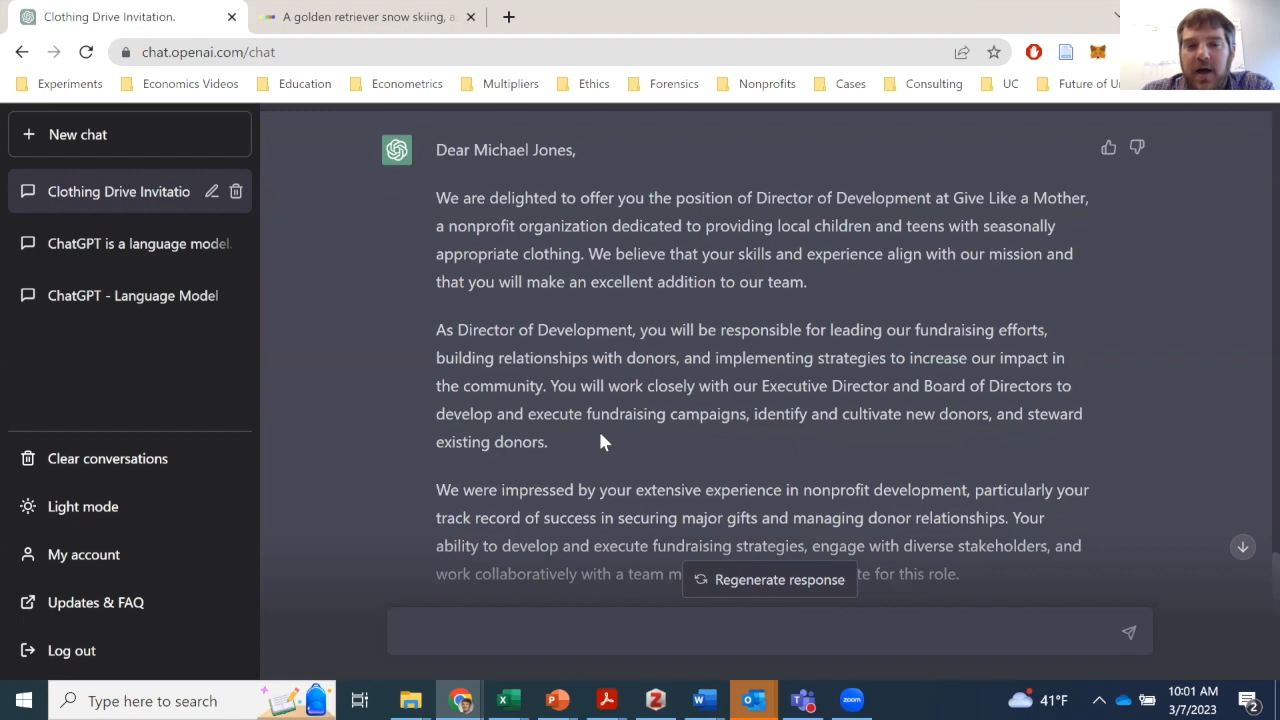 Clothing Drive Invitation.
A golden retriever snow skiing, a
chat.openai.com/chat
Experiments
Economics Videos
Education
Econometrics
Multipliers
Ethics
Forensics
Nonprofits
Cases
Consulting
UC
Future of
New chat
Clothing Drive Invitatio
ChatGPT is a language model.
ChatGPT - Language Model
Clear conversations
Light mode
My account
Updates & FAQ
Log out
Dear Michael Jones,
We are delighted to offer you the position of Director of Development at Give Like a Mother,
a nonprofit organization dedicated to providing local children and teens with seasonally
appropriate clothing. We believe that your skills and experience align with our mission and
that you will make an excellent addition to our team.
As Director of Development, you will be responsible for leading our fundraising efforts,
building relationships with donors, and implementing strategies to increase our impact in
the community. You will work closely with our Executive Director and Board of Directors to
develop and execute fundraising campaigns, identify and cultivate new donors, and steward
existing donors.
We were impressed by your extensive experience in nonprofit development, particularly your
track record of success in securing major gifts and managing donor relationships. Your
ability to develop and execute fundraising strategies, engage with diverse stakeholders, and
work collaboratively with a team m
te for this role.
Regenerate response
Type here to search
zoom
41°F
10:01 AM
3/7/2023
2